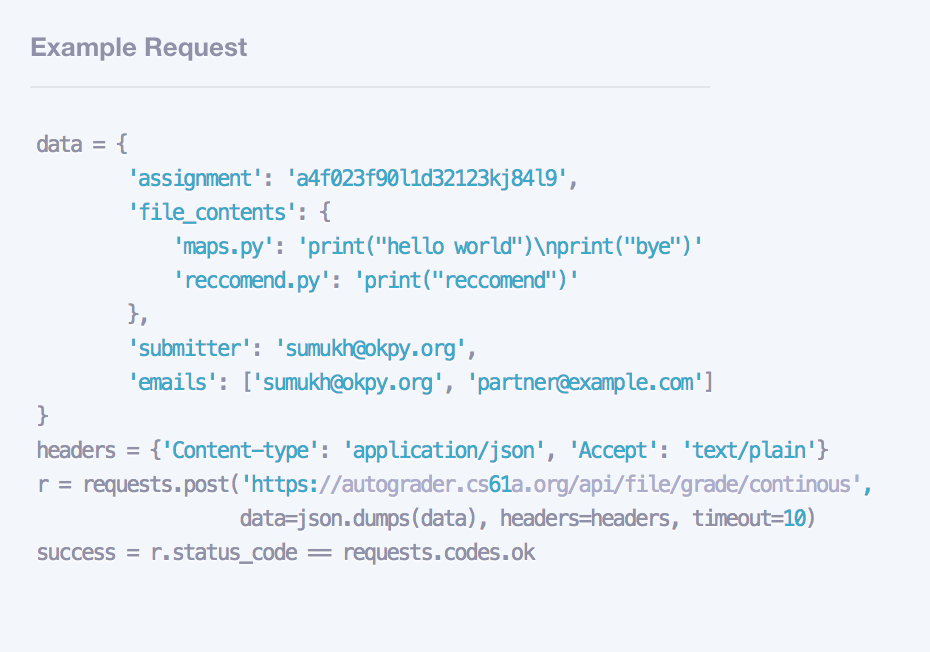 Example Request
data = {
        'assignment': 'a4f023f90l1d32123kj84l9',
        'file_contents': {
            'maps.py': 'print("hello world")\nprint("bye")'
            'reccomend.py': 'print("reccomend")'
        },
        'submitter': 'sumukh@okpy.org',
        'emails': ['sumukh@okpy.org', 'partner@example.com']
}
headers = {'Content-type': 'application/json', 'Accept': 'text/plain'}
r = requests.post('https://autograder.cs61a.org/api/file/grade/continous',
                  data=json.dumps(data), headers=headers, timeout=10)
success = r.status_code == requests.codes.ok